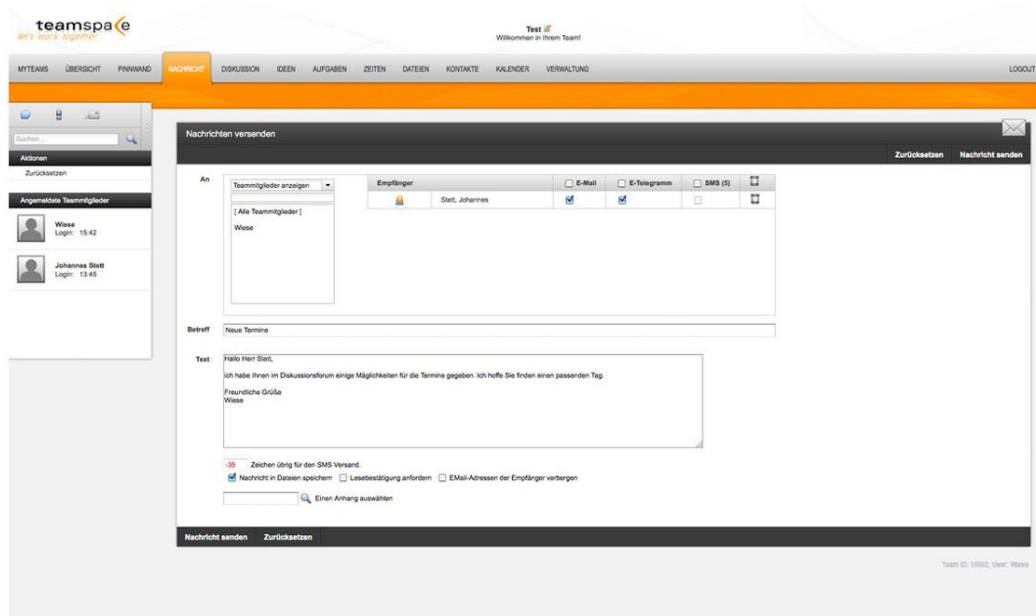 teamspace
let's work together
Test
Willkommen in Ihrem Team!
MYTEAMS ÜBERSICHT PINNWAND NACHRICHT DISKUSSION IDEEN AUFGABEN ZEITEN DATEIEN KONTAKTE KALENDER VERWALTUNG LOGOUT
Suchen...
Aktionen
Zurücksetzen
Angemeldete Teammitglieder
Wiese
Login: 15:42
Johannes Stett
Login: 13:45
Nachrichten versenden
Zurücksetzen Nachricht senden
An
Teammitglieder anzeigen
[ Alle Teammitglieder ]
Wiese
Empfänger E-Mail E-Telegramm SMS (5)
Stett, Johannes
Betreff Neue Termine
Text
Hallo Herr Stett,
ich habe Ihnen im Diskussionsforum einige Mäglichkeiten für die Termine gegeben. Ich hoffe Sie finden einen passenden Tag.
Freundliche Grüße
Wiese
-35 Zeichen übrig für den SMS Versand.
Nachricht in Dateien speichern Lesebestätigung anfordern EMail-Adressen der Empfänger verbergen
Einen Anhang auswählen
Nachricht senden Zurücksetzen
Team ID: 13992, User: Wiese